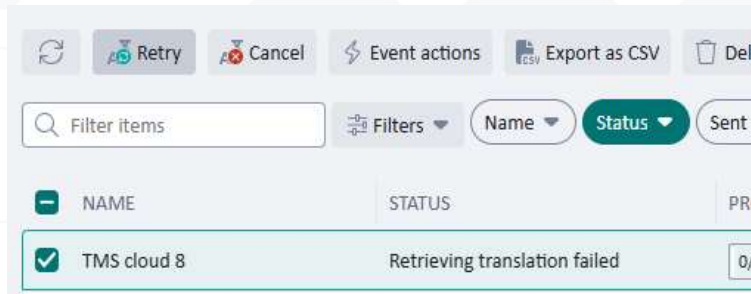 Retry Cancel Event actions CSV Export as CSV
Filter items Filters Name Status Sent
NAME STATUS
TMS cloud 8 Retrieving translation failed